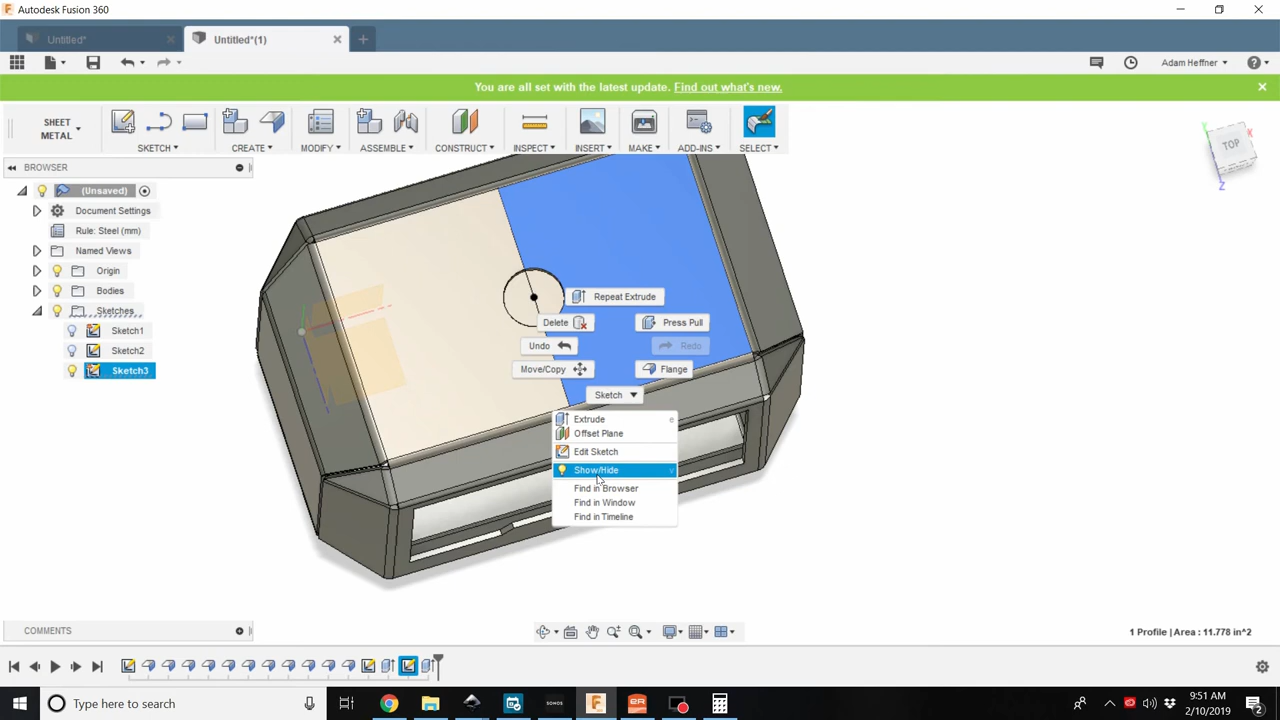 Autodesk Fusion 360
Untitled*
Untitled*(1)
Adam Heffner
You are all set with the latest update. Find out what's new.
SHEET METAL
SKETCH
CREATE
MODIFY
ASSEMBLE
CONSTRUCT
INSPECT
INSERT
MAKE
ADD-INS
SELECT
BROWSER
(Unsaved)
Document Settings
Rule: Steel (mm)
Named Views
Origin
Bodies
Sketches
Sketch1
Sketch2
Sketch3
TOP
X
Y
Z
Repeat Extrude
Delete
Press Pull
Undo
Redo
Move/Copy
Flange
Sketch
Extrude e
Offset Plane
Edit Sketch
Show/Hide v
Find in Browser
Find in Window
Find in Timeline
COMMENTS
1 Profile | Area : 11.778 in^2
Type here to search
SONOS
9:51 AM
2/10/2019
2